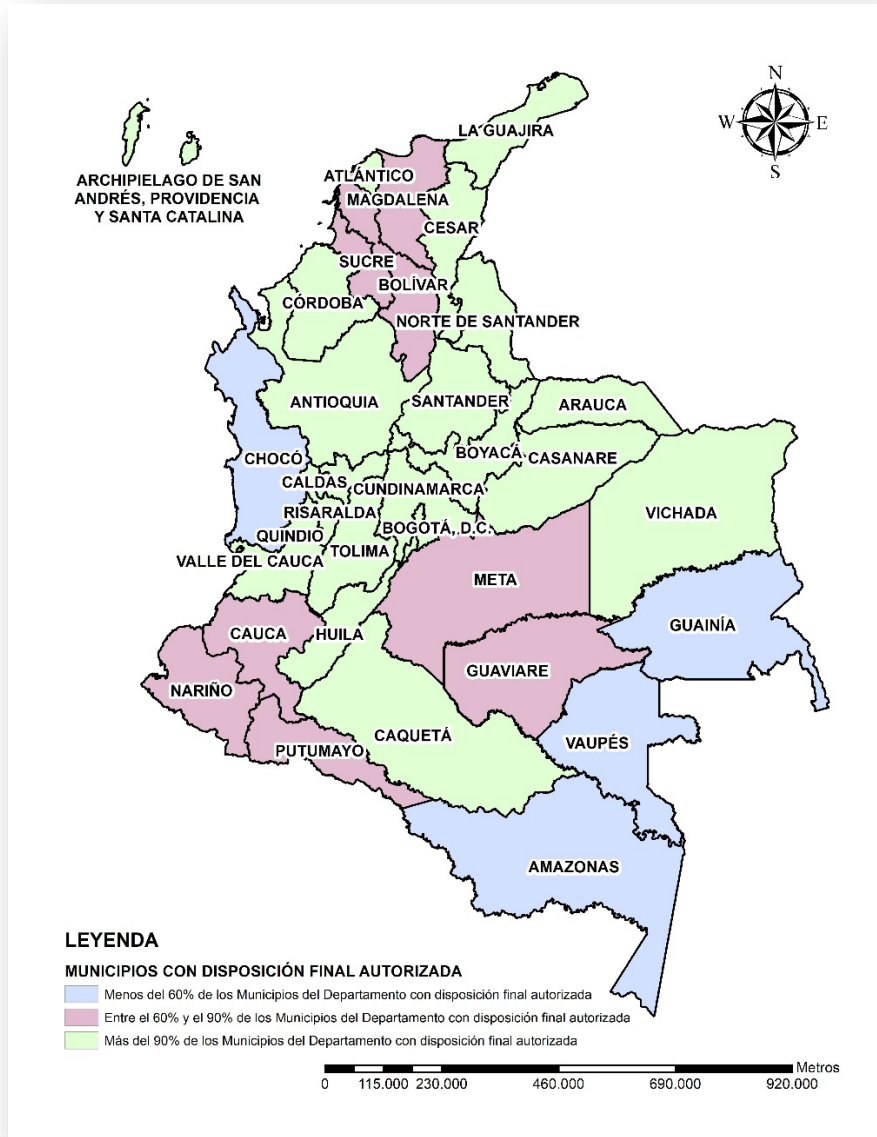 N
W
E
S
LA GUAJIRA
ARCHIPIELAGO DE SAN
ANDRÉS, PROVIDENCIA
Y SANTA CATALINA
ATLÁNTICO
MAGDALENA
CESAR
SUCRE
BOLÍVAR
CÓRDOBA
NORTE DE SANTANDER
ANTIOQUIA
SANTANDER
ARAUCA
CHOCÓ
BOYACÁ
CASANARE
CALDAS
CUNDINAMARCA
RISARALDA
VICHADA
QUINDIO
BOGOTÁ, D.C.
TOLIMA
VALLE DEL CAUCA
META
GUAINÍA
CAUCA
HUILA
GUAVIARE
NARIÑO
CAQUETÁ
VAUPÉS
PUTUMAYO
AMAZONAS
LEYENDA
MUNICIPIOS CON DISPOSICIÓN FINAL AUTORIZADA
Menos del 60% de los Municipios del Departamento con disposición final autorizada
Entre el 60% y el 90% de los Municipios del Departamento con disposición final autorizada
Más del 90% de los Municipios del Departamento con disposición final autorizada
Metros
0 115.000 230.000 460.000 690.000 920.000